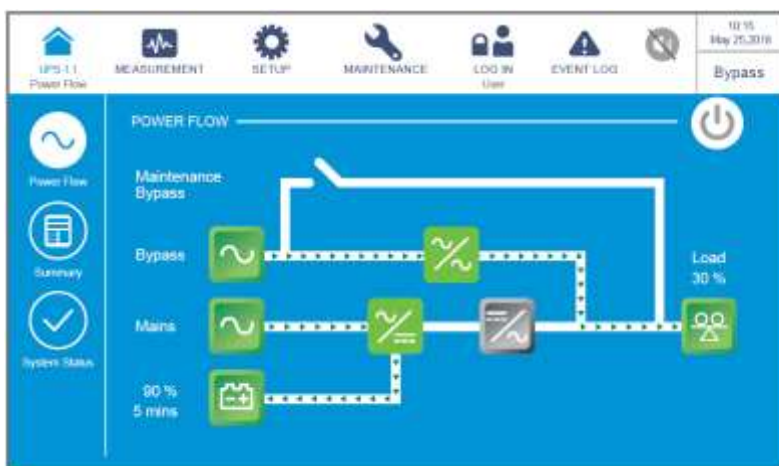 10:15
May 25,2018
UPS-1.1
Power Flow
MEASUREMENT
SETUP
MAINTENANCE
LOG IN
User
EVENT LOG
Bypass
POWER FLOW
Power Flow
Summary
System Status
Maintenance
Bypass
Bypass
Mains
90 %
5 mins
Load
30 %